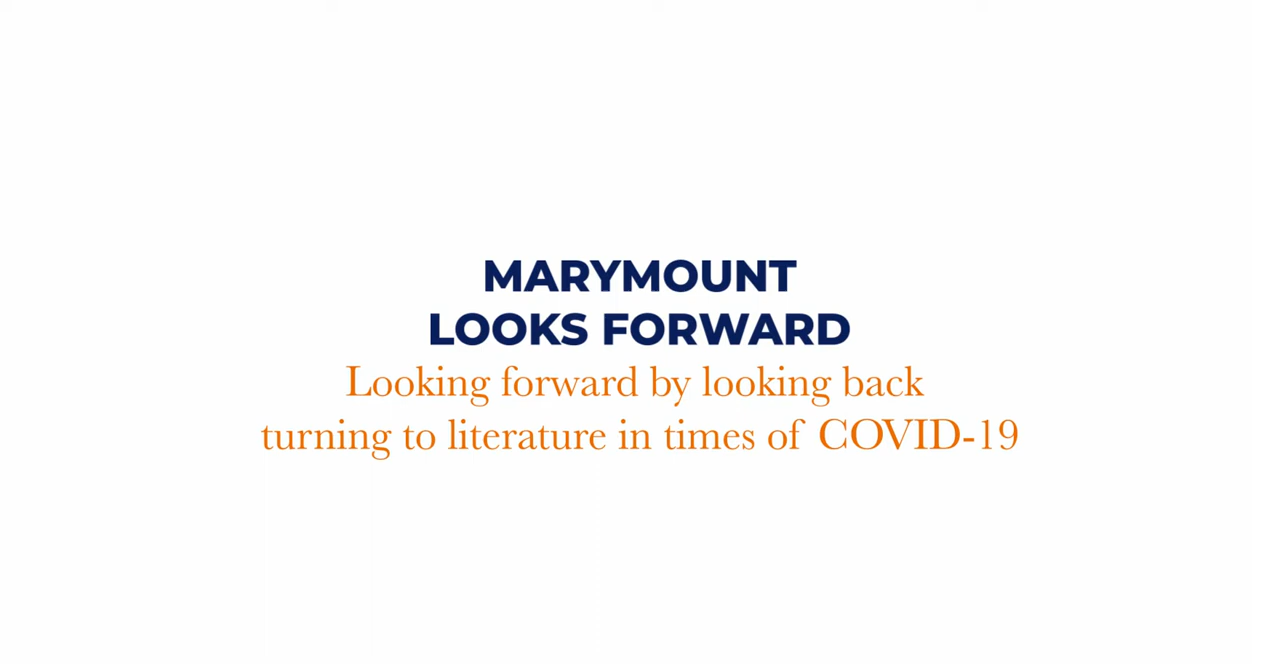 MARYMOUNT
LOOKS FORWARD
Looking forward by looking back
turning to literature in times of COVID-19